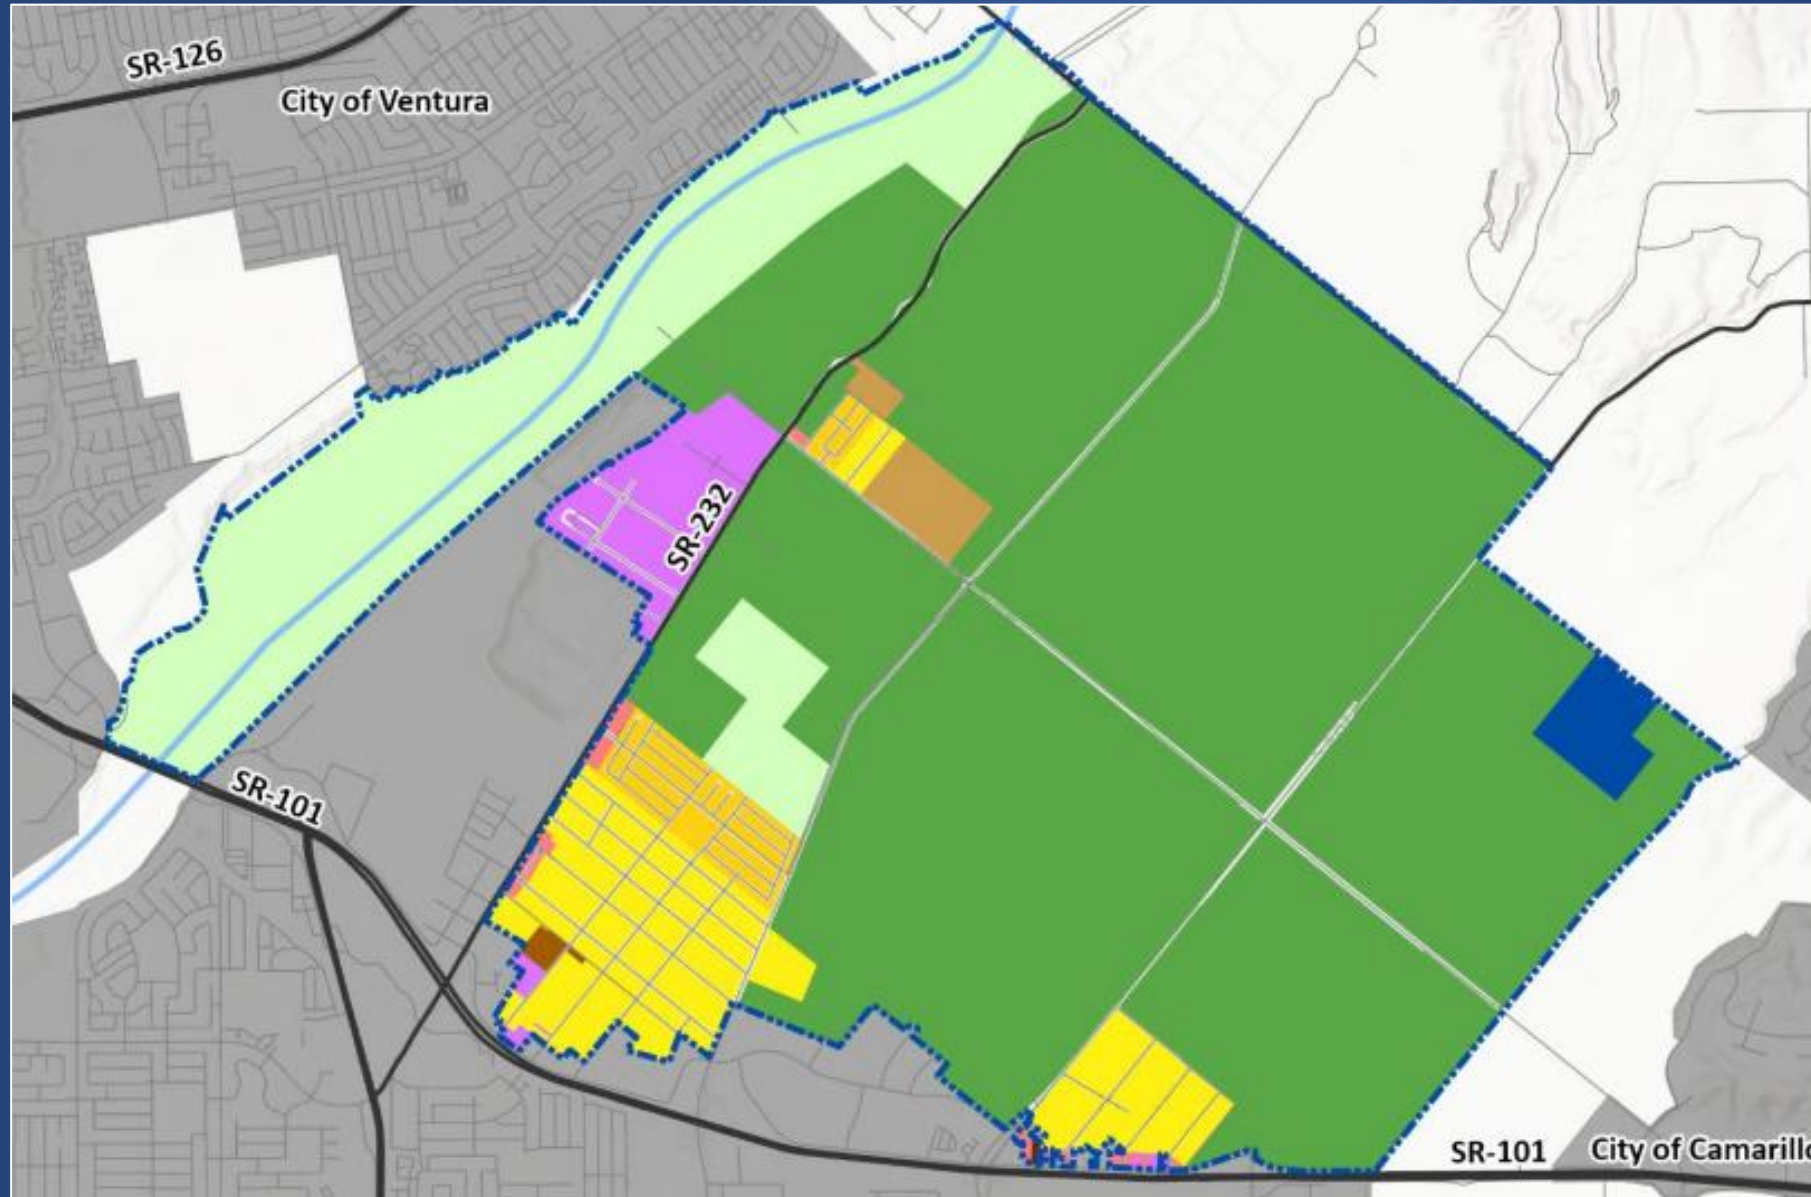 SR-126
City of Ventura
SR-232
SR-101
SR-101
City of Camarillo